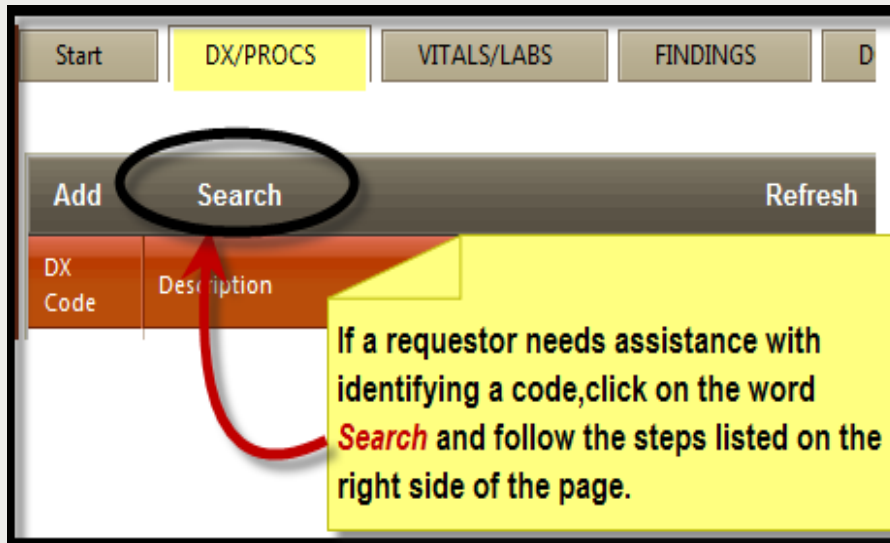 Start DX/PROCS VITALS/LABS FINDINGS D
Add Search Refresh
DX Code Description
If a requestor needs assistance with
identifying a code,click on the word
Search and follow the steps listed on the
right side of the page.